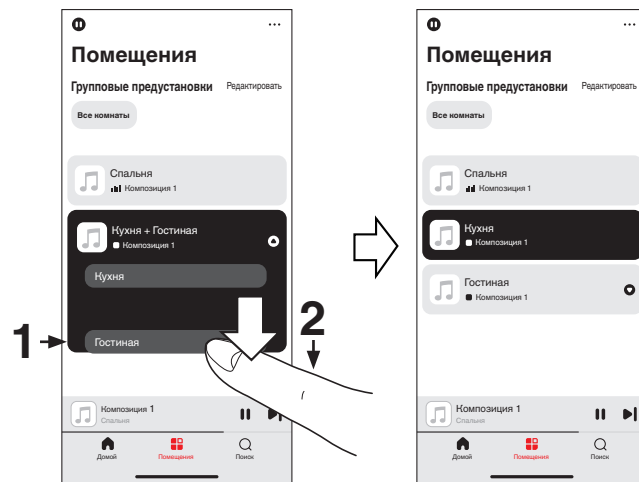 Помещения
Групповые предустановки Редактировать
Все комнаты
Спальня
Композиция 1
Кухня + Гостиная
Композиция 1
Кухня
Гостиная
1
2
Композиция 1
Спальня
Домой Помещения Поиск
Помещения
Групповые предустановки Редактировать
Все комнаты
Спальня
Композиция 1
Кухня
Композиция 1
Гостиная
Композиция 1
Композиция 1
Спальня
Домой Помещения Поиск